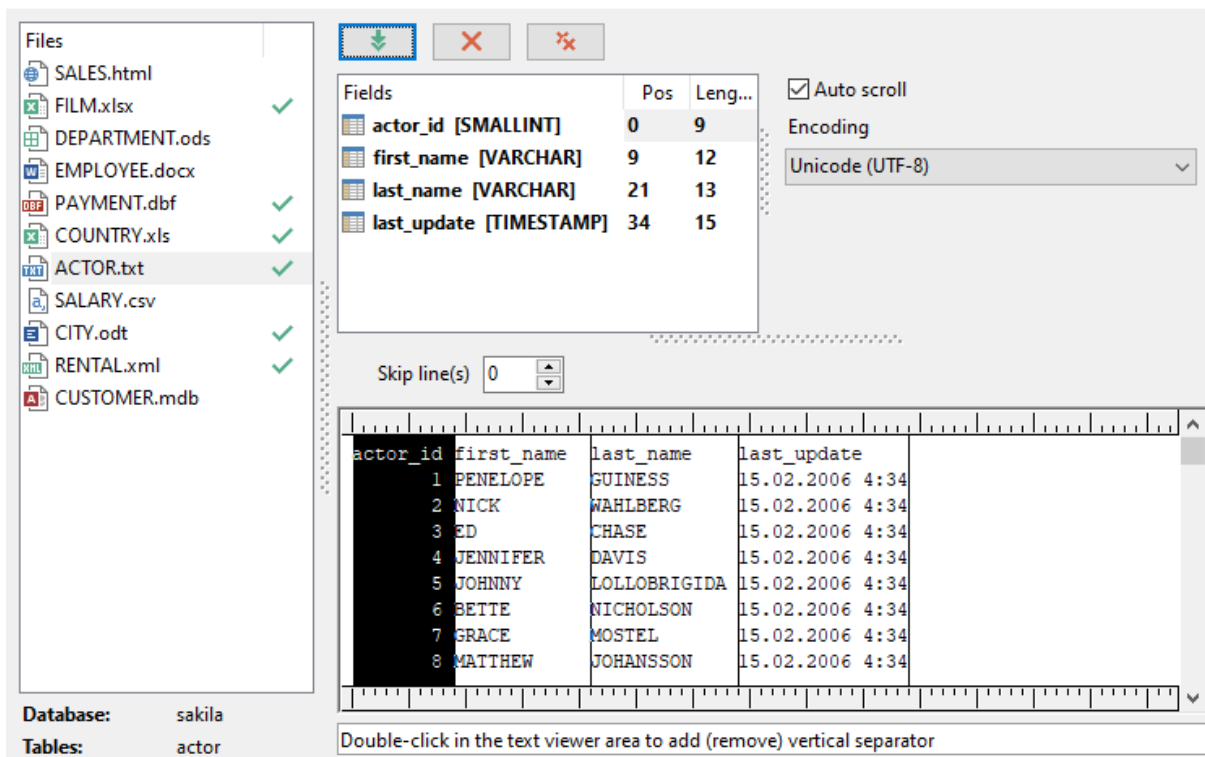 Files
SALES.html
FILM.xlsx
DEPARTMENT.ods
EMPLOYEE.docx
PAYMENT.dbf
COUNTRY.xls
ACTOR.txt
SALARY.csv
CITY.odt
RENTAL.xml
CUSTOMER.mdb
Database: sakila
Tables: actor
Fields Pos Leng...
actor_id [SMALLINT] 0 9
first_name [VARCHAR] 9 12
last_name [VARCHAR] 21 13
last_update [TIMESTAMP] 34 15
Auto scroll
Encoding
Unicode (UTF-8)
Skip line(s) 0
actor_id first_name last_name last_update
1 PENELOPE GUINESS 15.02.2006 4:34
2 NICK WAHLBERG 15.02.2006 4:34
3 ED CHASE 15.02.2006 4:34
4 JENNIFER DAVIS 15.02.2006 4:34
5 JOHNNY LOLLOBRIGIDA 15.02.2006 4:34
6 BETTE NICHOLSON 15.02.2006 4:34
7 GRACE MOSTEL 15.02.2006 4:34
8 MATTHEW JOHANSSON 15.02.2006 4:34
Double-click in the text viewer area to add (remove) vertical separator